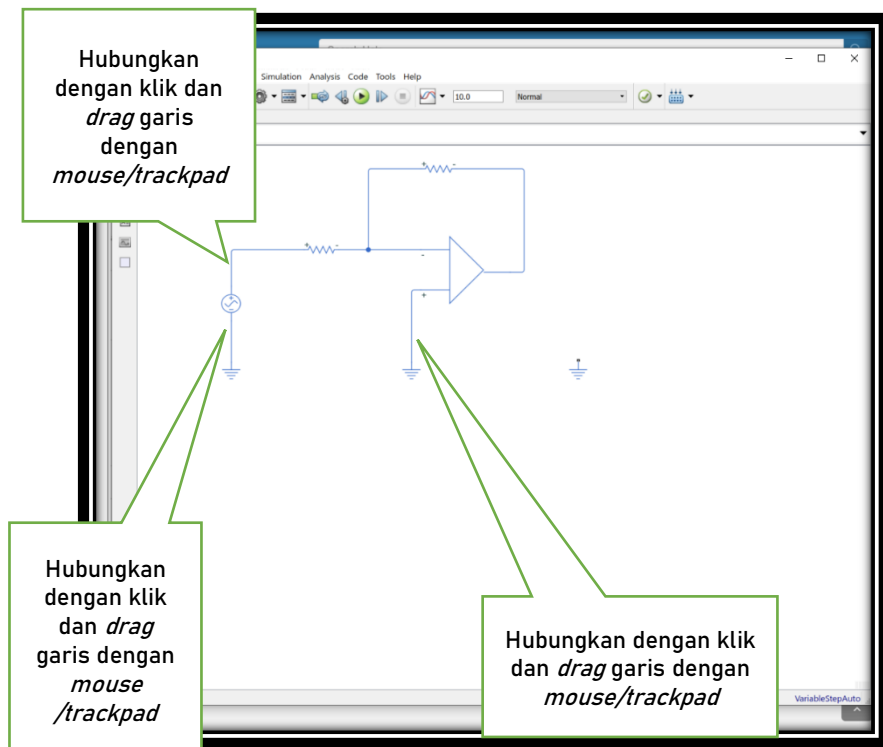 Hubungkan
dengan klik dan
drag garis
dengan
mouse/trackpad
Simulation Analysis Code Tools Help
10.0 Normal
+ -
+ -
-
+
Hubungkan
dengan klik
dan drag
garis dengan
mouse
/trackpad
Hubungkan dengan klik
dan drag garis dengan
mouse/trackpad
VariableStepAuto